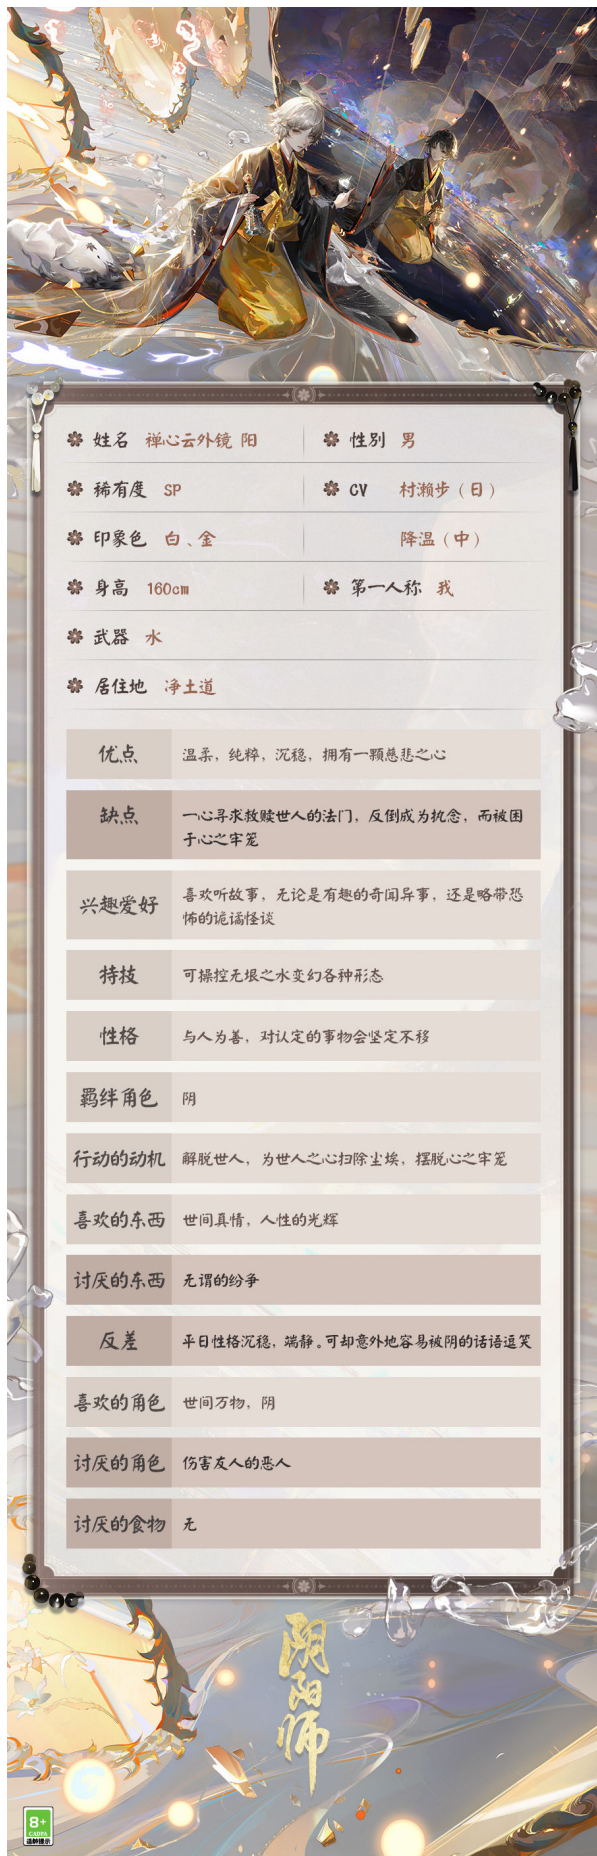 姓名 禅心云外镜 阳 性别 男
稀有度 SP CV 村濑步（日）
印象色 白、金 降温（中）
身高 160cm 第一人称 我
武器 水
居住地 净土道
优点 温柔，纯粹，沉稳，拥有一颗慈悲之心
缺点 一心寻求救赎世人的法门，反倒成为执念，而被困
于心之牢笼
兴趣爱好 喜欢听故事，无论是有趣的奇闻异事，还是略带恐
怖的诡谲怪谈
特技 可操控无垠之水变幻各种形态
性格 与人为善，对认定的事物会坚定不移
羁绊角色 阴
行动的动机 解脱世人，为世人之心扫除尘埃，摆脱心之牢笼
喜欢的东西 世间真情，人性的光辉
讨厌的东西 无谓的纷争
反差 平日性格沉稳，端静。可却意外地容易被阴的话语逗笑
喜欢的角色 世间万物，阴
讨厌的角色 伤害友人的恶人
讨厌的食物 无
阴阳师
8+
CADPA
适龄提示